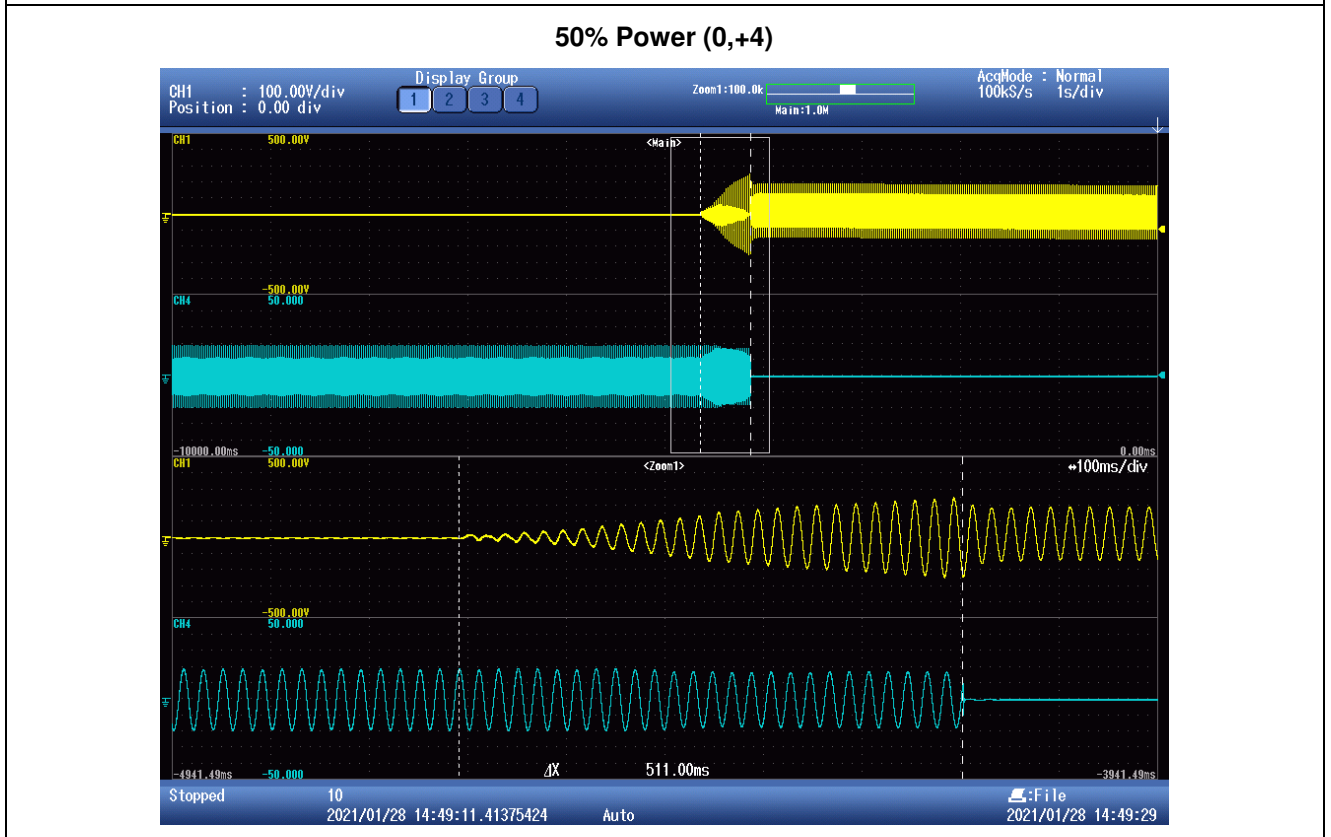 50% Power (0,+4)
CH1 : 100.00V/div
Position : 0.00 div
Display Group
1 2 3 4
Zoom1:100.0k
Main:1.0M
AcqMode : Normal
100kS/s 1s/div
CH1 500.00V
<Main>
-500.00V
CH4 50.000
-10000.00ms -50.000 0.00ms
CH1 500.00V
<Zoom1>
↔100ms/div
-500.00V
CH4 50.000
-4941.49ms -50.000 ΔX 511.00ms -3941.49ms
Stopped 10 :File
2021/01/28 14:49:11.41375424 Auto 2021/01/28 14:49:29